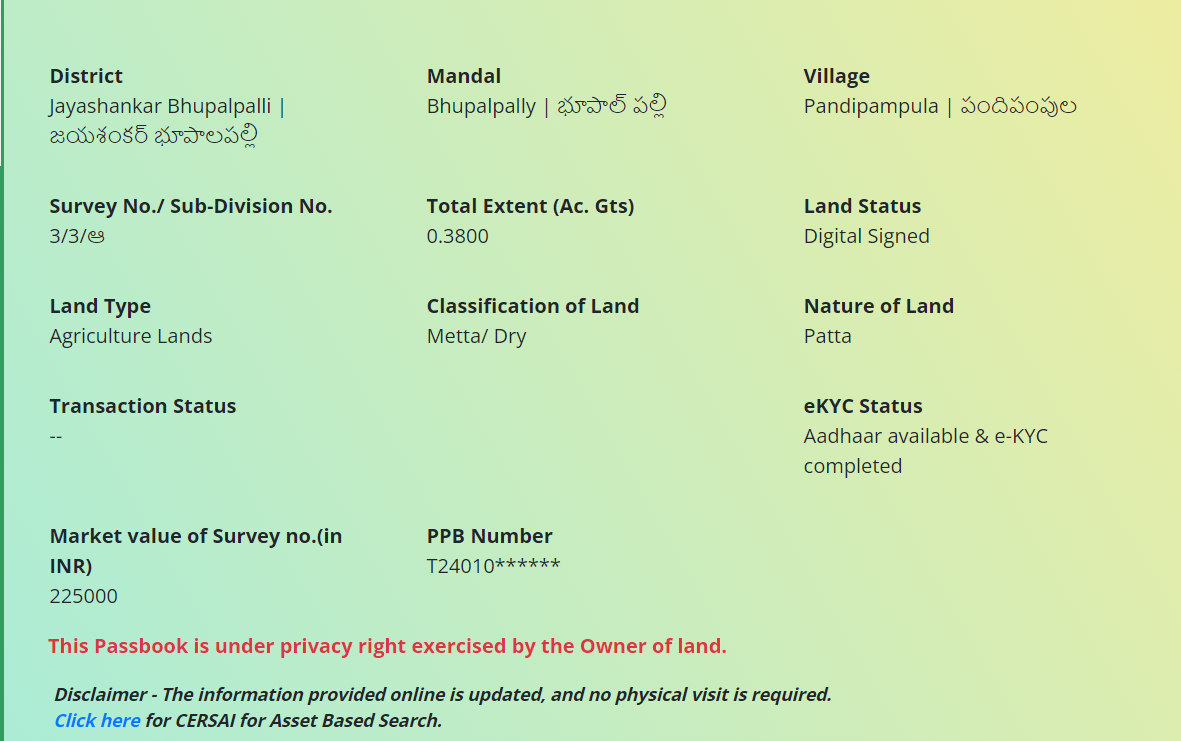 District
Jayashankar Bhupalpalli |
జయశంకర్ భూపాలపల్లి
Mandal
Bhupalpally | భూపాల్ పల్లి
Village
Pandipampula | పందిపంపుల
Survey No./ Sub-Division No.
3/3/ఆ
Total Extent (Ac. Gts)
0.3800
Land Status
Digital Signed
Land Type
Agriculture Lands
Classification of Land
Metta/ Dry
Nature of Land
Patta
Transaction Status
--
eKYC Status
Aadhaar available & e-KYC
completed
Market value of Survey no.(in
INR)
225000
PPB Number
T24010******
This Passbook is under privacy right exercised by the Owner of land.
Disclaimer - The information provided online is updated, and no physical visit is required.
Click here for CERSAI for Asset Based Search.